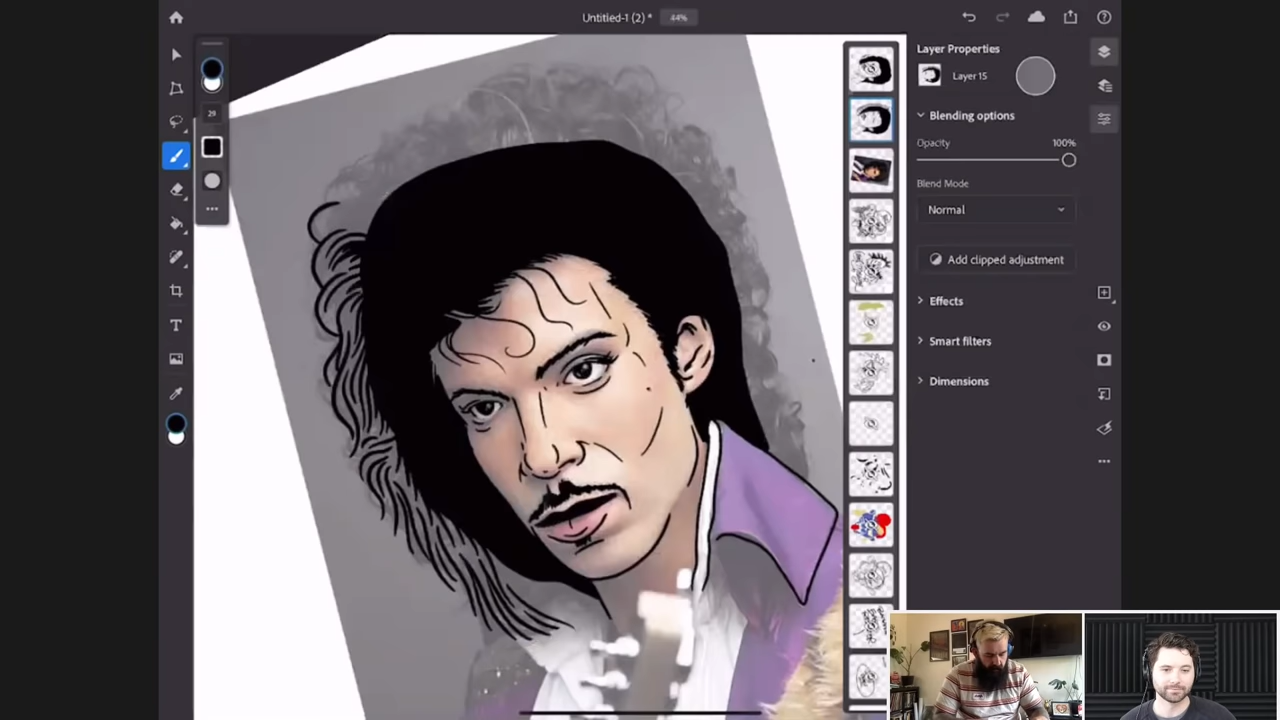 Untitled-1 (2) * 44%
Layer Properties
Layer 15
Blending options
Opacity 100%
Blend Mode
Normal
Add clipped adjustment
Effects
Smart filters
Dimensions
29
T
?